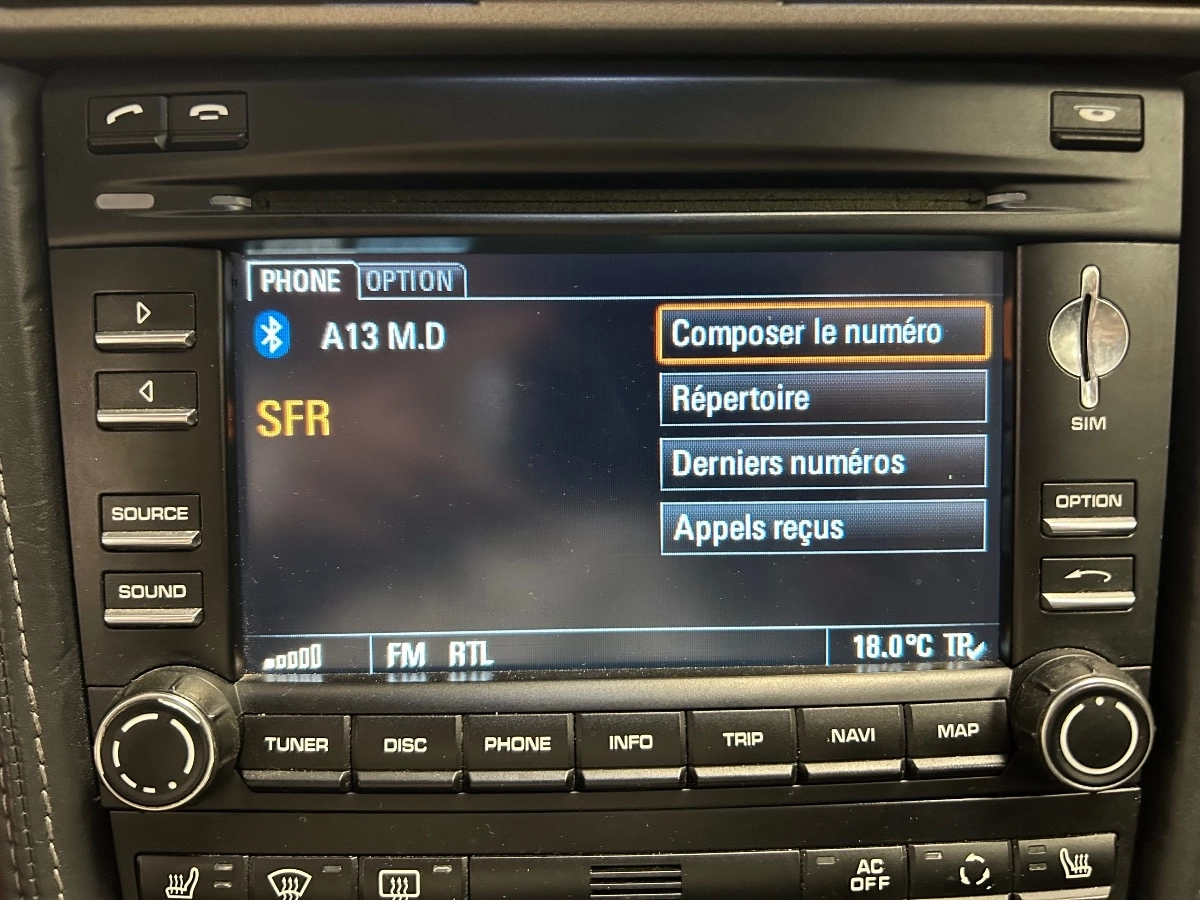 PHONE OPTION
A13 M.D
SFR
Composer le numéro
Répertoire
Derniers numéros
Appels reçus
FM RTL
18.0°C TP
SIM
SOURCE
SOUND
OPTION
TUNER DISC PHONE INFO TRIP NAVI MAP
AC
OFF